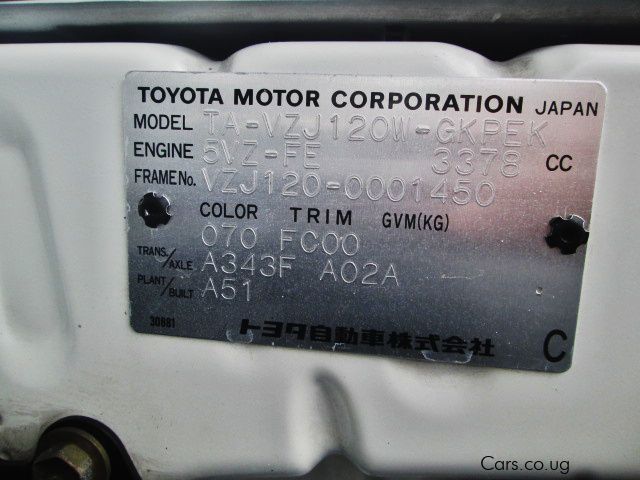 TOYOTA MOTOR CORPORATION JAPAN
MODEL TA-VZJ120W-GKPEK
ENGINE 5VZ-FE 3378 CC
FRAME No. VZJ120-0001450
COLOR TRIM GVM(KG)
070 FC00
TRANS./AXLE A343F A02A
PLANT/BUILT A51
30881
トヨタ自動車株式会社 C
Cars.co.ug